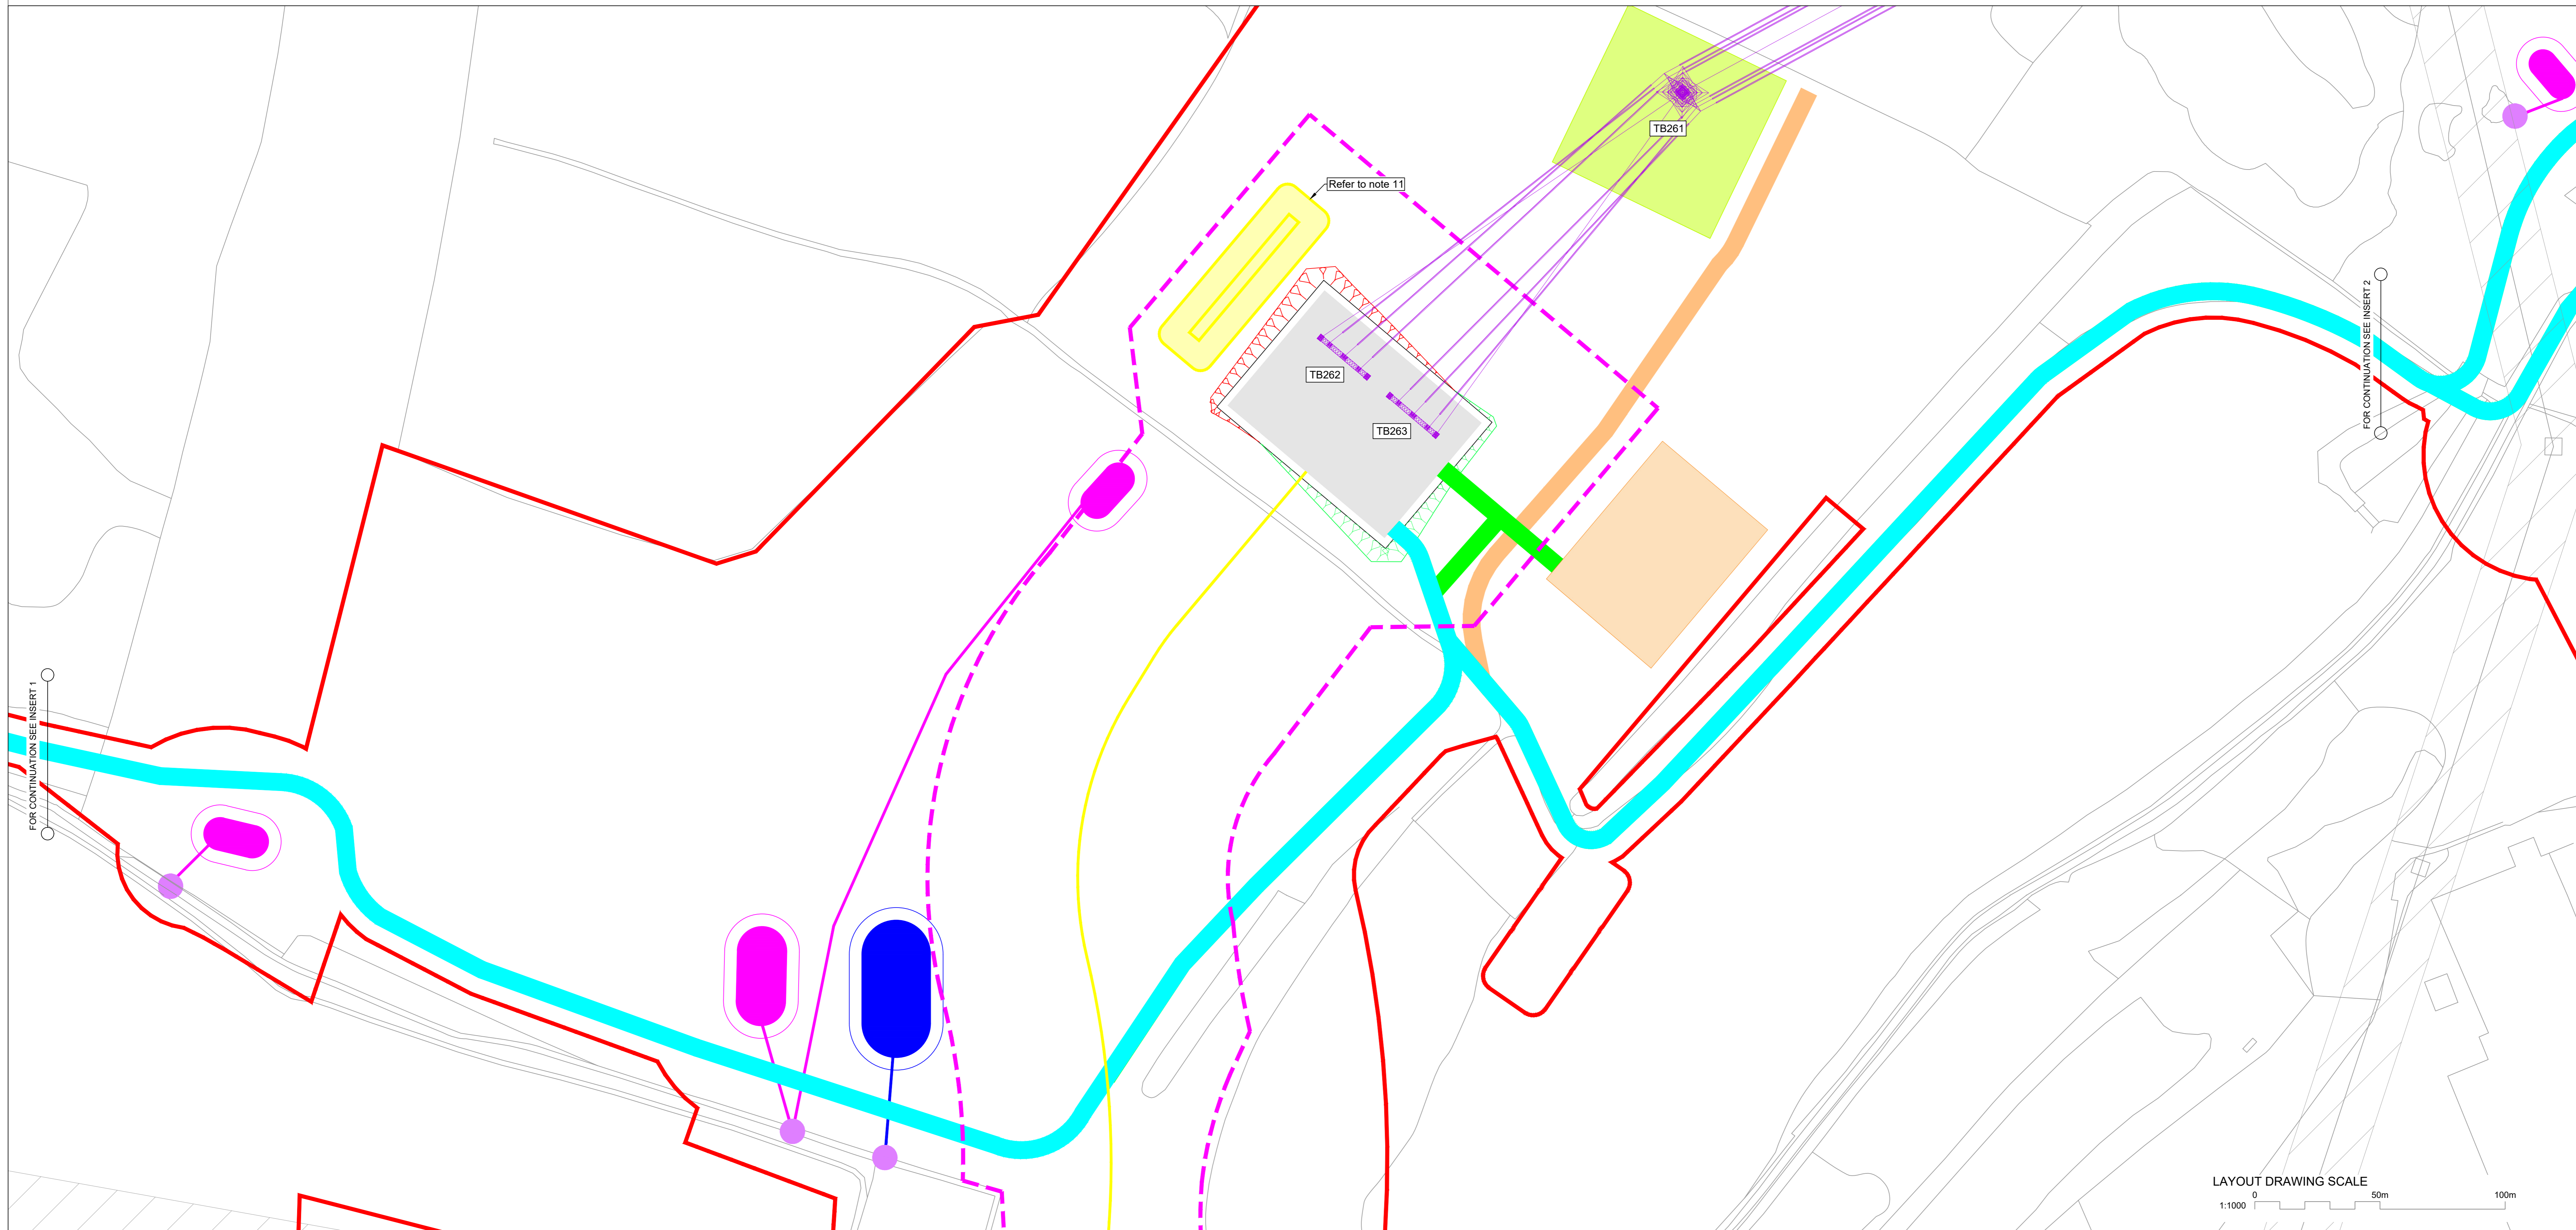 TB261
Refer to note 11
TB262
TB263
FOR CONTINUATION SEE INSERT 2
FOR CONTINUATION SEE INSERT 1
LAYOUT DRAWING SCALE
0 50m 100m
1:1000